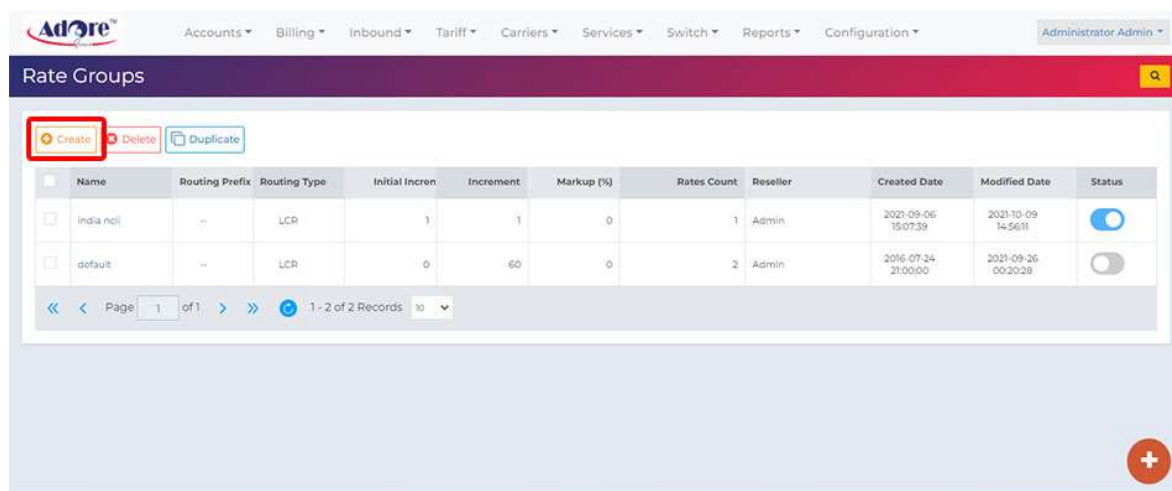 Adore™
Accounts Billing Inbound Tariff Carriers Services Switch Reports Configuration Administrator Admin
Rate Groups
Create Delete Duplicate
Name Routing Prefix Routing Type Initial Incren Increment Markup (%) Rates Count Reseller Created Date Modified Date Status
india ncli -- LCR 1 1 0 1 Admin 2021-09-06 15:07:39 2021-10-09 14:56:11
default -- LCR 0 60 0 2 Admin 2016-07-24 21:00:00 2021-09-26 00:20:28
Page 1 of 1 1 - 2 of 2 Records 10